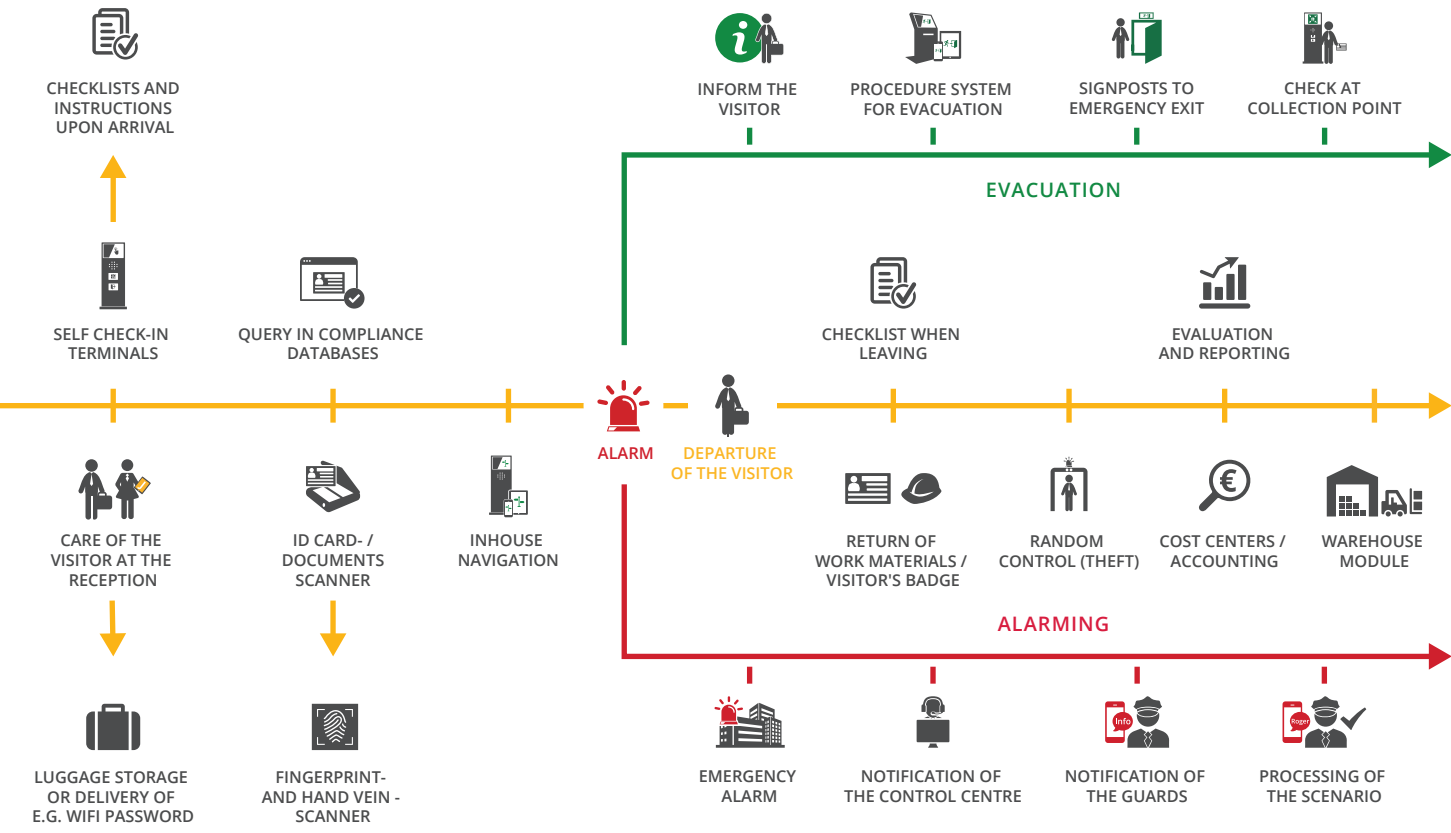 CHECKLISTS AND
INSTRUCTIONS
UPON ARRIVAL
INFORM THE
VISITOR
PROCEDURE SYSTEM
FOR EVACUATION
SIGNPOSTS TO
EMERGENCY EXIT
CHECK AT
COLLECTION POINT
EVACUATION
SELF CHECK-IN
TERMINALS
QUERY IN COMPLIANCE
DATABASES
CHECKLIST WHEN
LEAVING
EVALUATION
AND REPORTING
ALARM
DEPARTURE
OF THE VISITOR
CARE OF THE
VISITOR AT THE
RECEPTION
ID CARD- /
DOCUMENTS
SCANNER
INHOUSE
NAVIGATION
RETURN OF
WORK MATERIALS /
VISITOR'S BADGE
RANDOM
CONTROL (THEFT)
COST CENTERS /
ACCOUNTING
WAREHOUSE
MODULE
ALARMING
LUGGAGE STORAGE
OR DELIVERY OF
E.G. WIFI PASSWORD
FINGERPRINT-
AND HAND VEIN -
SCANNER
EMERGENCY
ALARM
NOTIFICATION OF
THE CONTROL CENTRE
Info
NOTIFICATION OF
THE GUARDS
Roger
PROCESSING OF
THE SCENARIO